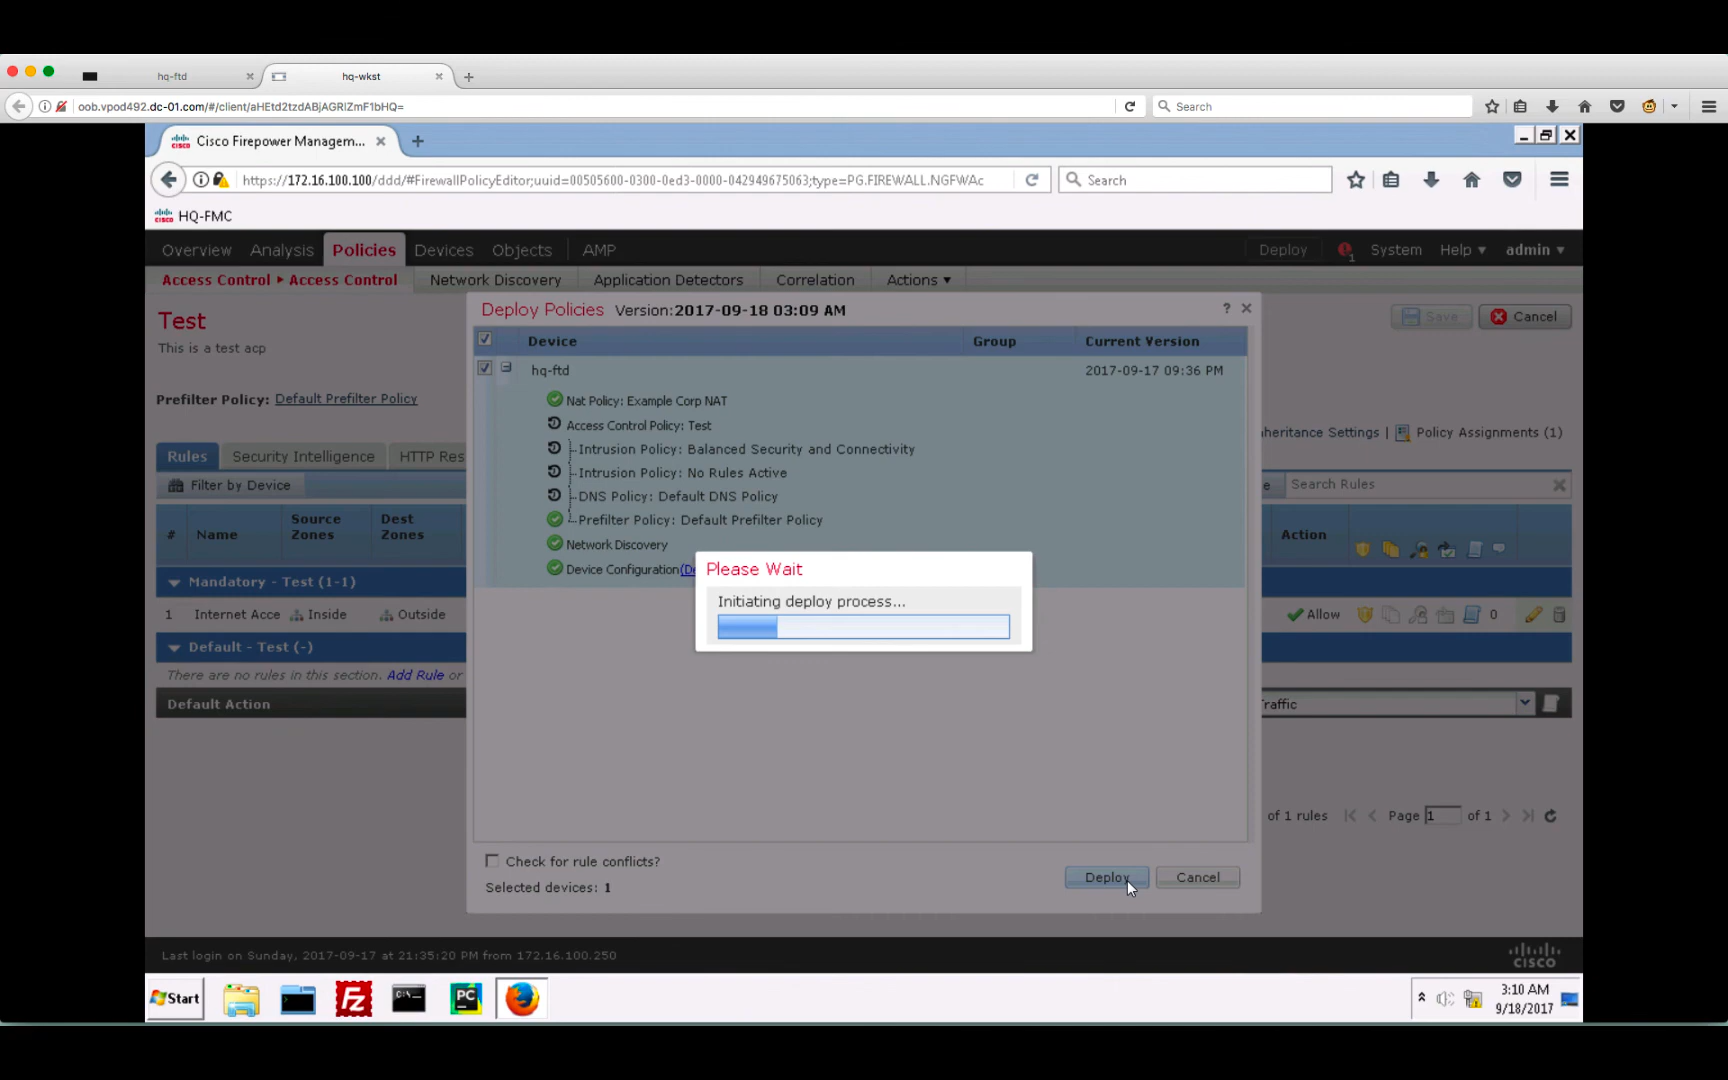 hq-ftd
hq-wkst
oob.vpod492.dc-01.com/#/client/aHEtd2tzdABjAGRlZmF1bHQ=
Search
Cisco Firepower Managem...
https://172.16.100.100/ddd/#FirewallPolicyEditor;uuid=00505600-0300-0ed3-0000-042949675063;type=PG.FIREWALL.NGFWAc
Search
HQ-FMC
Overview Analysis Policies Devices Objects AMP Deploy 1 System Help admin
Access Control Access Control Network Discovery Application Detectors Correlation Actions
Deploy Policies Version:2017-09-18 03:09 AM ?
Test
Save Cancel
This is a test acp
Device Group Current Version
hq-ftd 2017-09-17 09:36 PM
Prefilter Policy: Default Prefilter Policy
Nat Policy: Example Corp NAT
Access Control Policy: Test
Intrusion Policy: Balanced Security and Connectivity
Intrusion Policy: No Rules Active
DNS Policy: Default DNS Policy
Prefilter Policy: Default Prefilter Policy
Network Discovery
Device Configuration(De
heritance Settings | Policy Assignments (1)
Rules Security Intelligence HTTP Res
Filter by Device
e Search Rules
# Name Source Zones Dest Zones Action
Mandatory - Test (1-1)
1 Internet Acce Inside Outside Allow 0
Default - Test (-)
There are no rules in this section. Add Rule or
Default Action
Traffic
Please Wait
Initiating deploy process...
of 1 rules Page 1 of 1
Check for rule conflicts?
Selected devices: 1
Deploy Cancel
Last login on Sunday, 2017-09-17 at 21:35:20 PM from 172.16.100.250
CISCO
Start
Fz
C:\_
PC
3:10 AM
9/18/2017